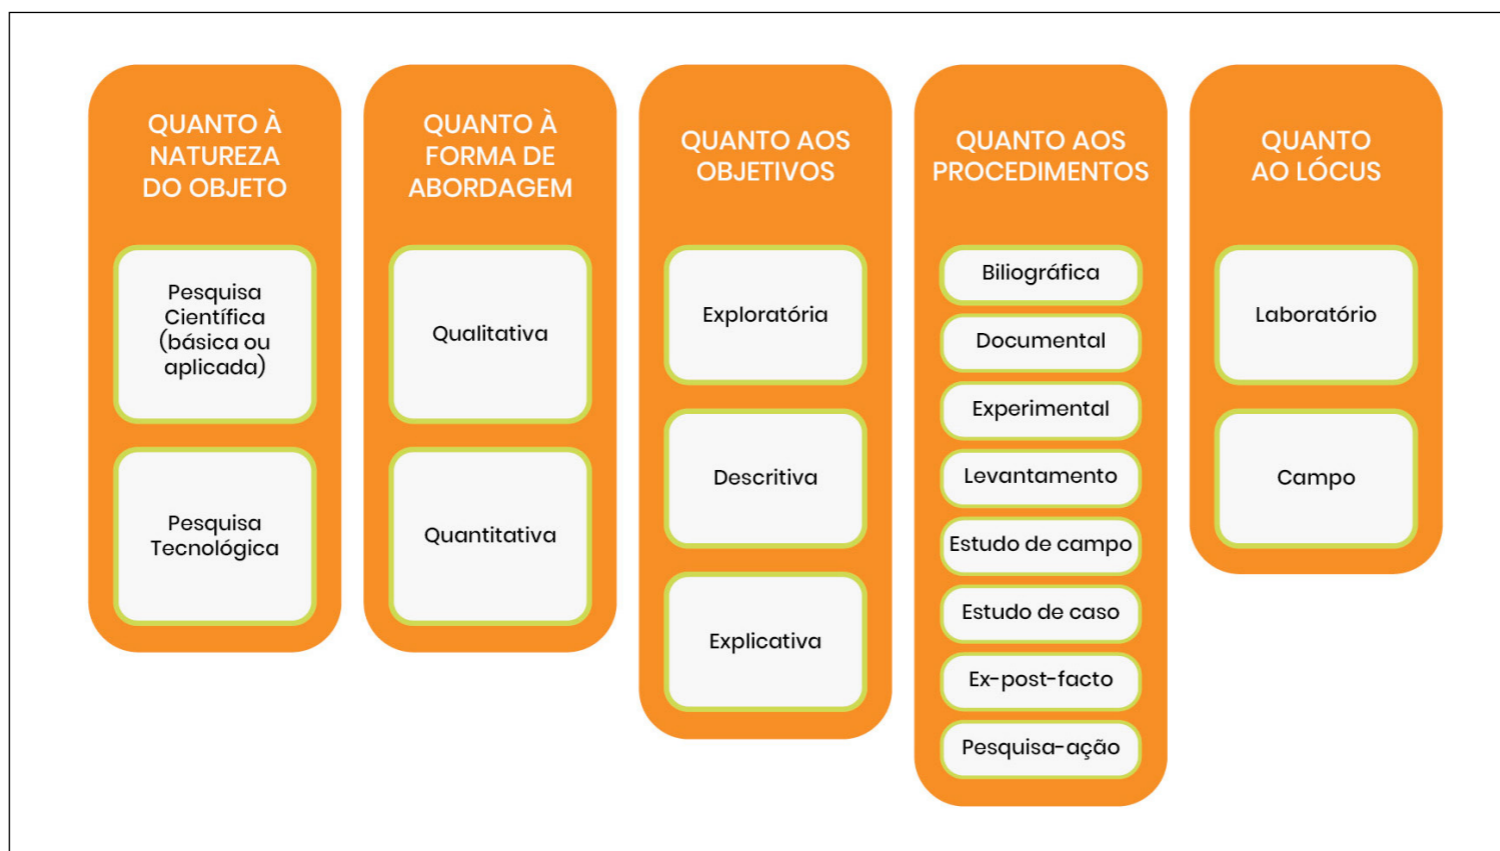 QUANTO À
NATUREZA
DO OBJETO
Pesquisa
Científica
(básica ou
aplicada)
Pesquisa
Tecnológica
QUANTO À
FORMA DE
ABORDAGEM
Qualitativa
Quantitativa
QUANTO AOS
OBJETIVOS
Exploratória
Descritiva
Explicativa
QUANTO AOS
PROCEDIMENTOS
Biliográfica
Documental
Experimental
Levantamento
Estudo de campo
Estudo de caso
Ex-post-facto
Pesquisa-ação
QUANTO
AO LÓCUS
Laboratório
Campo